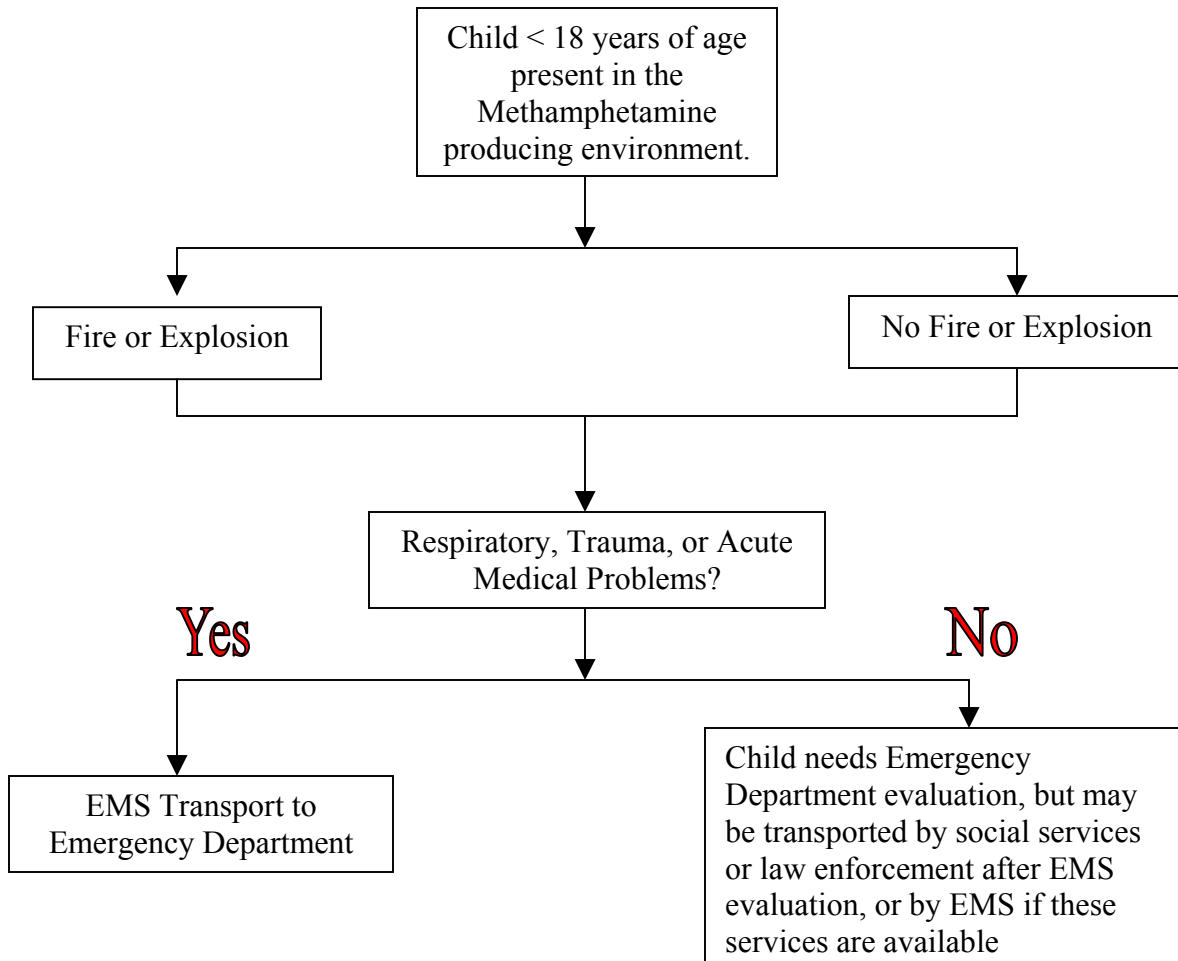 Child < 18 years of age
present in the
Methamphetamine
producing environment.
Fire or Explosion
No Fire or Explosion
Respiratory, Trauma, or Acute
Medical Problems?
Yes
No
EMS Transport to
Emergency Department
Child needs Emergency
Department evaluation, but may
be transported by social services
or law enforcement after EMS
evaluation, or by EMS if these
services are available